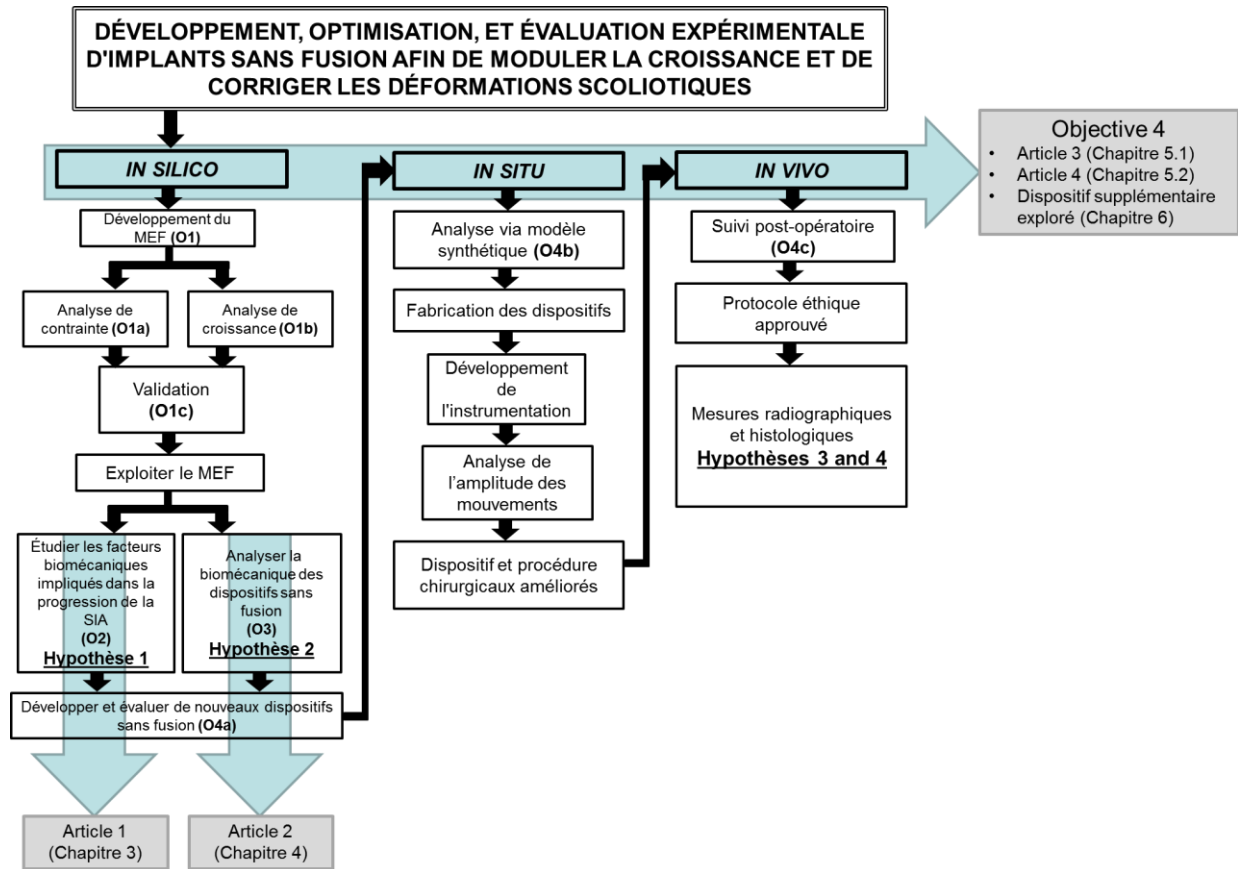 DÉVELOPPEMENT, OPTIMISATION, ET ÉVALUATION EXPÉRIMENTALE
D'IMPLANTS SANS FUSION AFIN DE MODULER LA CROISSANCE ET DE
CORRIGER LES DÉFORMATIONS SCOLIOTIQUES
IN SILICO
Développement du
MEF (O1)
Analyse de
contrainte (O1a)
Analyse de
croissance (O1b)
Validation
(O1c)
Exploiter le MEF
Étudier les facteurs
biomécaniques
impliqués dans la
progression de la
SIA
(O2)
Hypothèse 1
Analyser la
biomécanique des
dispositifs sans
fusion
(O3)
Hypothèse 2
Développer et évaluer de nouveaux dispositifs
sans fusion (O4a)
Article 1
(Chapitre 3)
Article 2
(Chapitre 4)
IN SITU
Analyse via modèle
synthétique (O4b)
Fabrication des dispositifs
Développement
de
l'instrumentation
Analyse de
l'amplitude des
mouvements
Dispositif et procédure
chirurgicaux améliorés
IN VIVO
Suivi post-opératoire
(O4c)
Protocole éthique
approuvé
Mesures radiographiques
et histologiques
Hypothèses 3 and 4
Objective 4
• Article 3 (Chapitre 5.1)
• Article 4 (Chapitre 5.2)
• Dispositif supplémentaire
exploré (Chapitre 6)